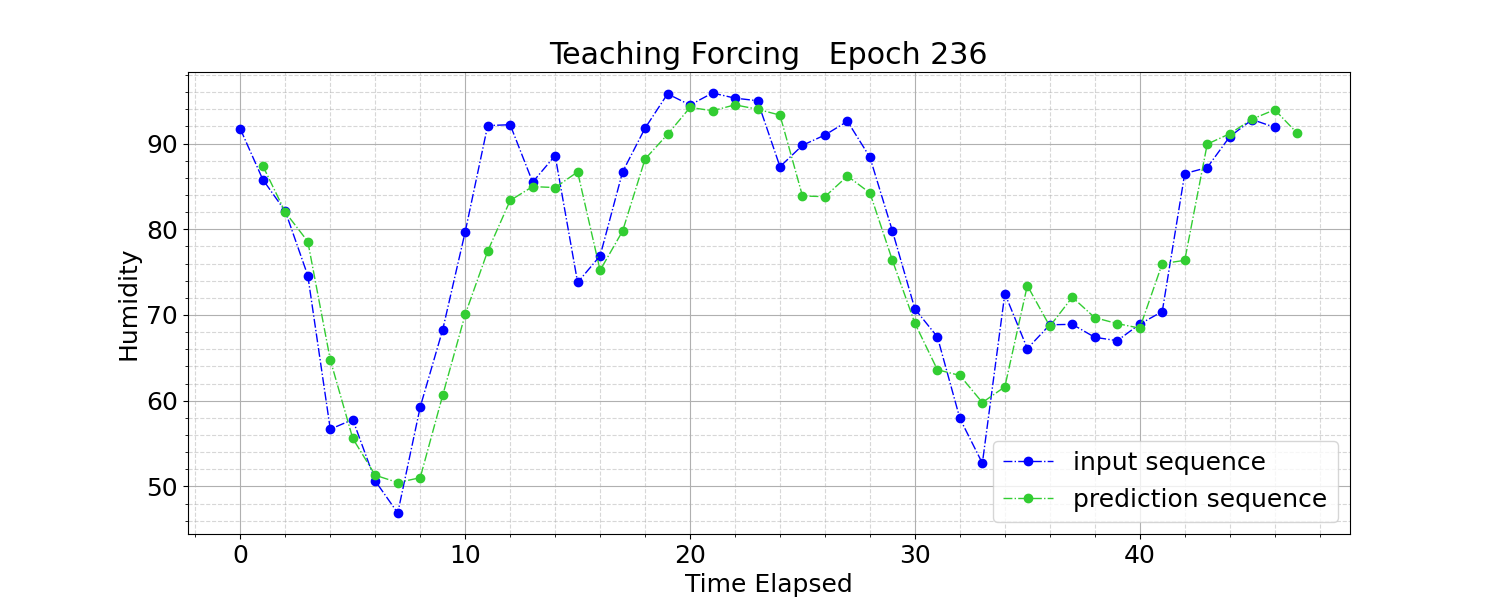 Teaching Forcing   Epoch 236
Humidity
90
80
70
60
50
0 10 20 30 40
Time Elapsed
input sequence
prediction sequence